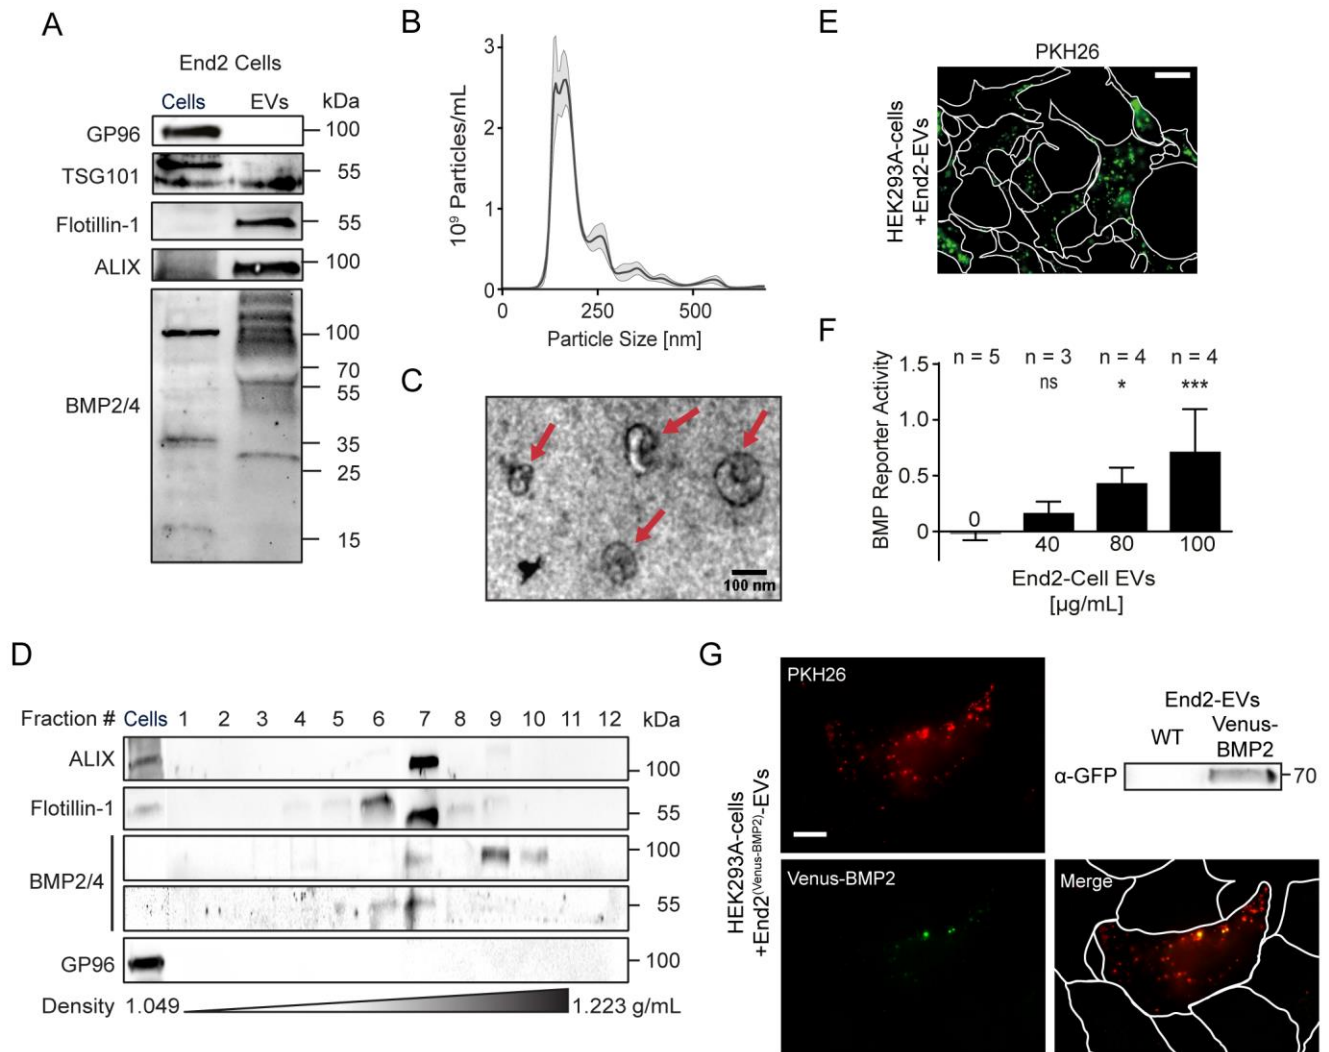 A
End2 Cells
Cells EVs kDa
GP96 100
TSG101 55
Flotillin-1 55
ALIX 100
BMP2/4
100
70
55
35
25
15
B
10⁹ Particles/mL
3
2
1
0
0 250 500
Particle Size [nm]
C
100 nm
D
Fraction # Cells 1 2 3 4 5 6 7 8 9 10 11 12 kDa
ALIX 100
Flotillin-1 55
BMP2/4
100
55
GP96 100
Density 1.049 1.223 g/mL
E
PKH26
HEK293A-cells
+End2-EVs
F
BMP Reporter Activity
1.5
1.0
0.5
0
n = 5 n = 3 n = 4 n = 4
ns * ***
0 40 80 100
End2-Cell EVs
[µg/mL]
G
HEK293A-cells
+End2(Venus-BMP2)-EVs
PKH26
Venus-BMP2
Merge
End2-EVs
WT Venus-
BMP2
α-GFP 70